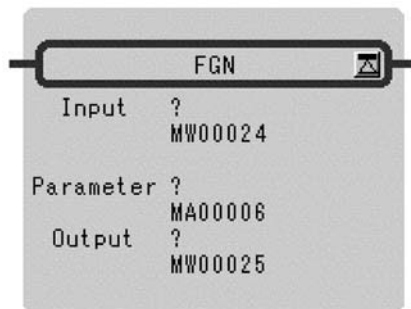 FGN
Input ?
MW00024
Parameter ?
MA00006
Output ?
MW00025